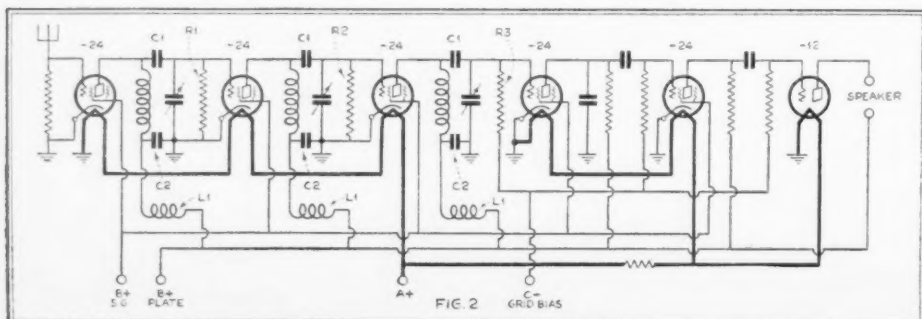 C1 R1 C1 R2 C1 R3
-24 -24 -24 -24 -24 -12
SPEAKER
C2 C2 C2
L1 L1 L1
B+ S.G. B+ PLATE A+ C- GRID BIAS
FIG. 2